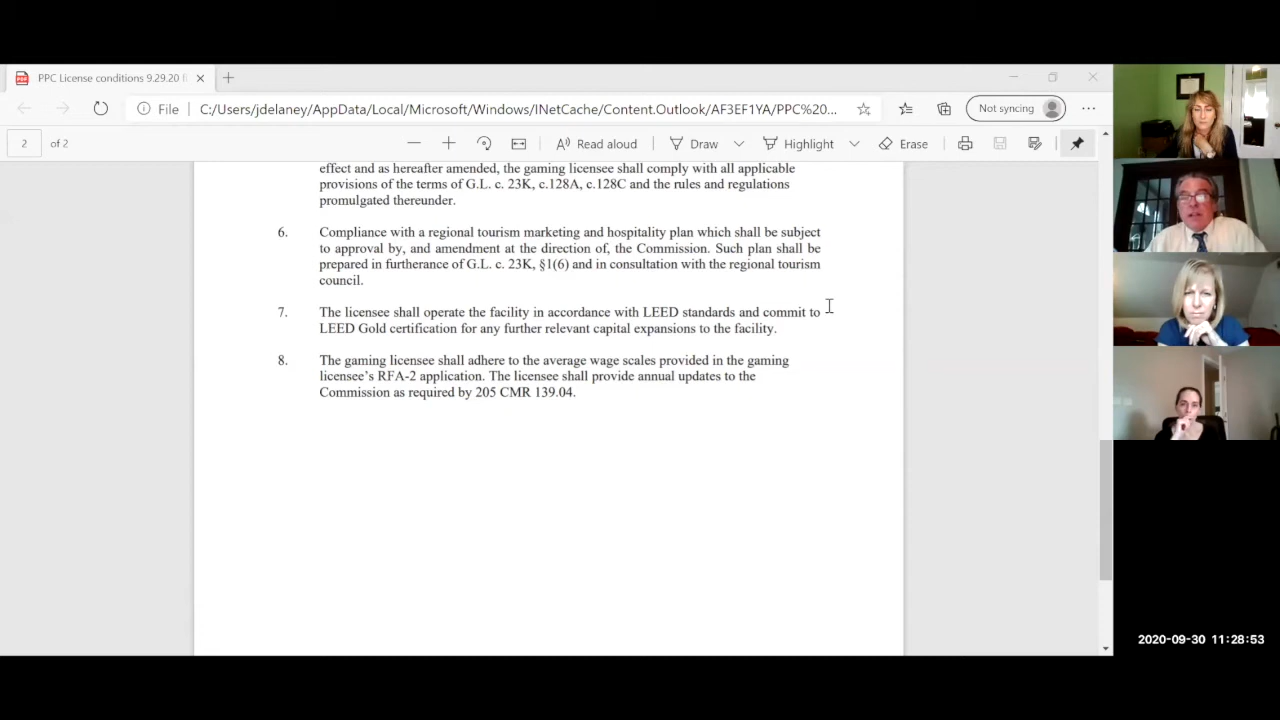 PPC License conditions 9.29.20 fi
File
C:/Users/jdelaney/AppData/Local/Microsoft/Windows/INetCache/Content.Outlook/AF3EF1YA/PPC%20...
Not syncing
2
of 2
Read aloud
Draw
Highlight
Erase
effect and as hereafter amended, the gaming licensee shall comply with all applicable
provisions of the terms of G.L. c. 23K, c.128A, c.128C and the rules and regulations
promulgated thereunder.
6. Compliance with a regional tourism marketing and hospitality plan which shall be subject
to approval by, and amendment at the direction of, the Commission. Such plan shall be
prepared in furtherance of G.L. c. 23K, §1(6) and in consultation with the regional tourism
council.
7. The licensee shall operate the facility in accordance with LEED standards and commit to
LEED Gold certification for any further relevant capital expansions to the facility.
8. The gaming licensee shall adhere to the average wage scales provided in the gaming
licensee's RFA-2 application. The licensee shall provide annual updates to the
Commission as required by 205 CMR 139.04.
2020-09-30 11:28:53